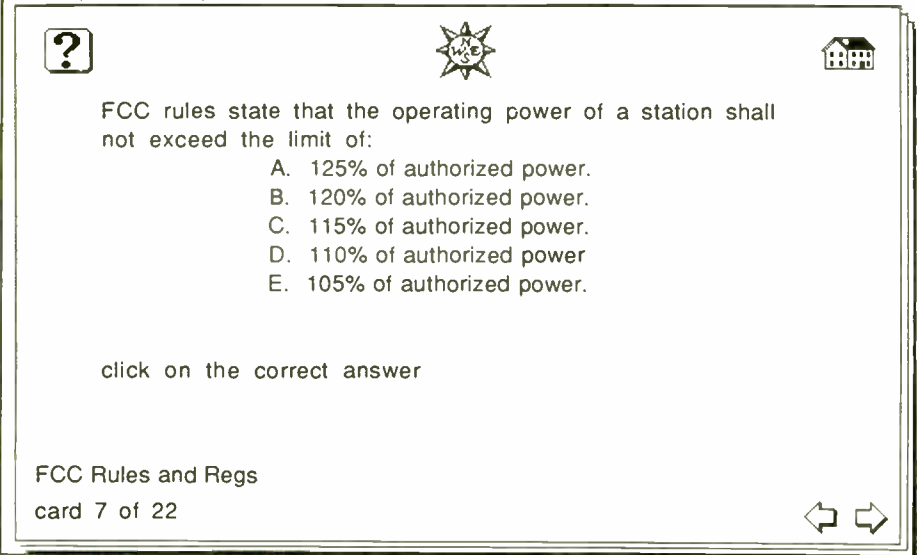 ?
N
W E
S
FCC rules state that the operating power of a station shall
not exceed the limit of:
A. 125% of authorized power.
B. 120% of authorized power.
C. 115% of authorized power.
D. 110% of authorized power
E. 105% of authorized power.
click on the correct answer
FCC Rules and Regs
card 7 of 22